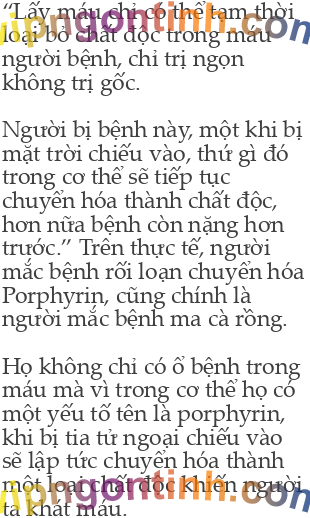 “Lấy máu chỉ có thể tạm thời
loại bỏ chất độc trong máu
người bệnh, chỉ trị ngọn
không trị gốc.
Người bị bệnh này, một khi bị
mặt trời chiếu vào, thứ gì đó
trong cơ thể sẽ tiếp tục
chuyển hóa thành chất độc,
hơn nữa bệnh còn nặng hơn
trước.” Trên thực tế, người
mắc bệnh rối loạn chuyển hóa
Porphyrin, cũng chính là
người mắc bệnh ma cà rồng.
Họ không chỉ có ổ bệnh trong
máu mà vì trong cơ thể họ có
một yếu tố tên là porphyrin,
khi bị tia tử ngoại chiếu vào
sẽ lập tức chuyển hóa thành
một loại chất độc khiến người
ta khát máu.
vipngontinh.com
vipngontinh.com